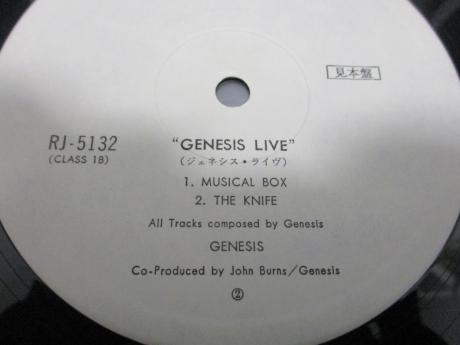 見本盤
RJ-5132
(CLASS 1B)
"GENESIS LIVE"
(ジェネシス・ライヴ)
1. MUSICAL BOX
2. THE KNIFE
All Tracks composed by Genesis
GENESIS
Co-Produced by John Burns/Genesis
②